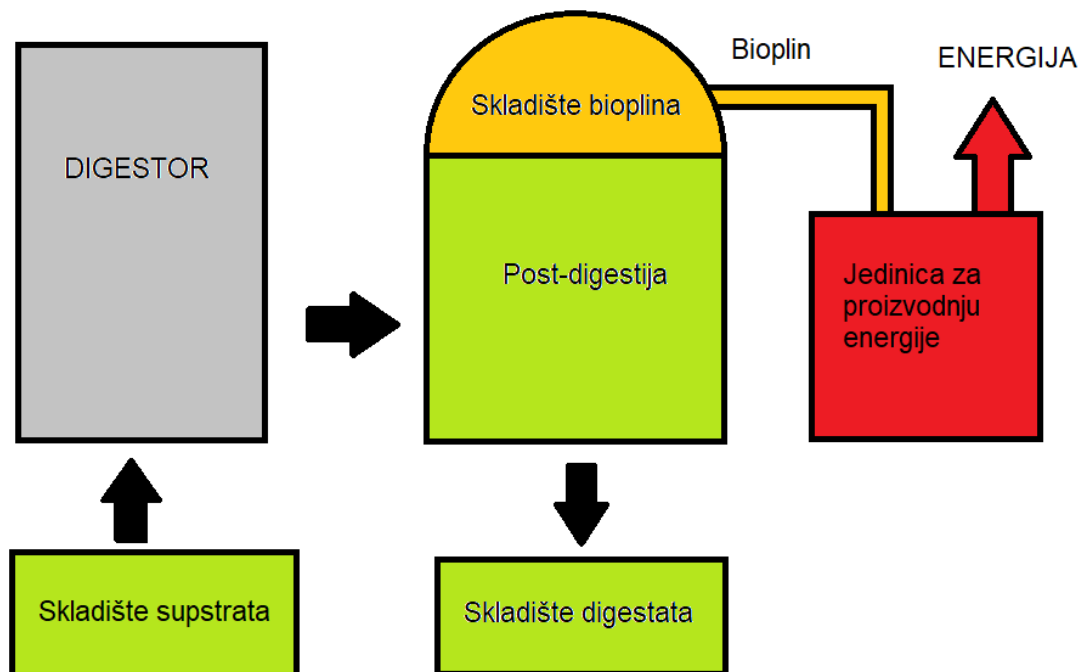 Bioplin
ENERGIJA
Skladište bioplina
DIGESTOR
Post-digestija
Jedinica za
proizvodnju
energije
Skladište supstrata
Skladište digestata